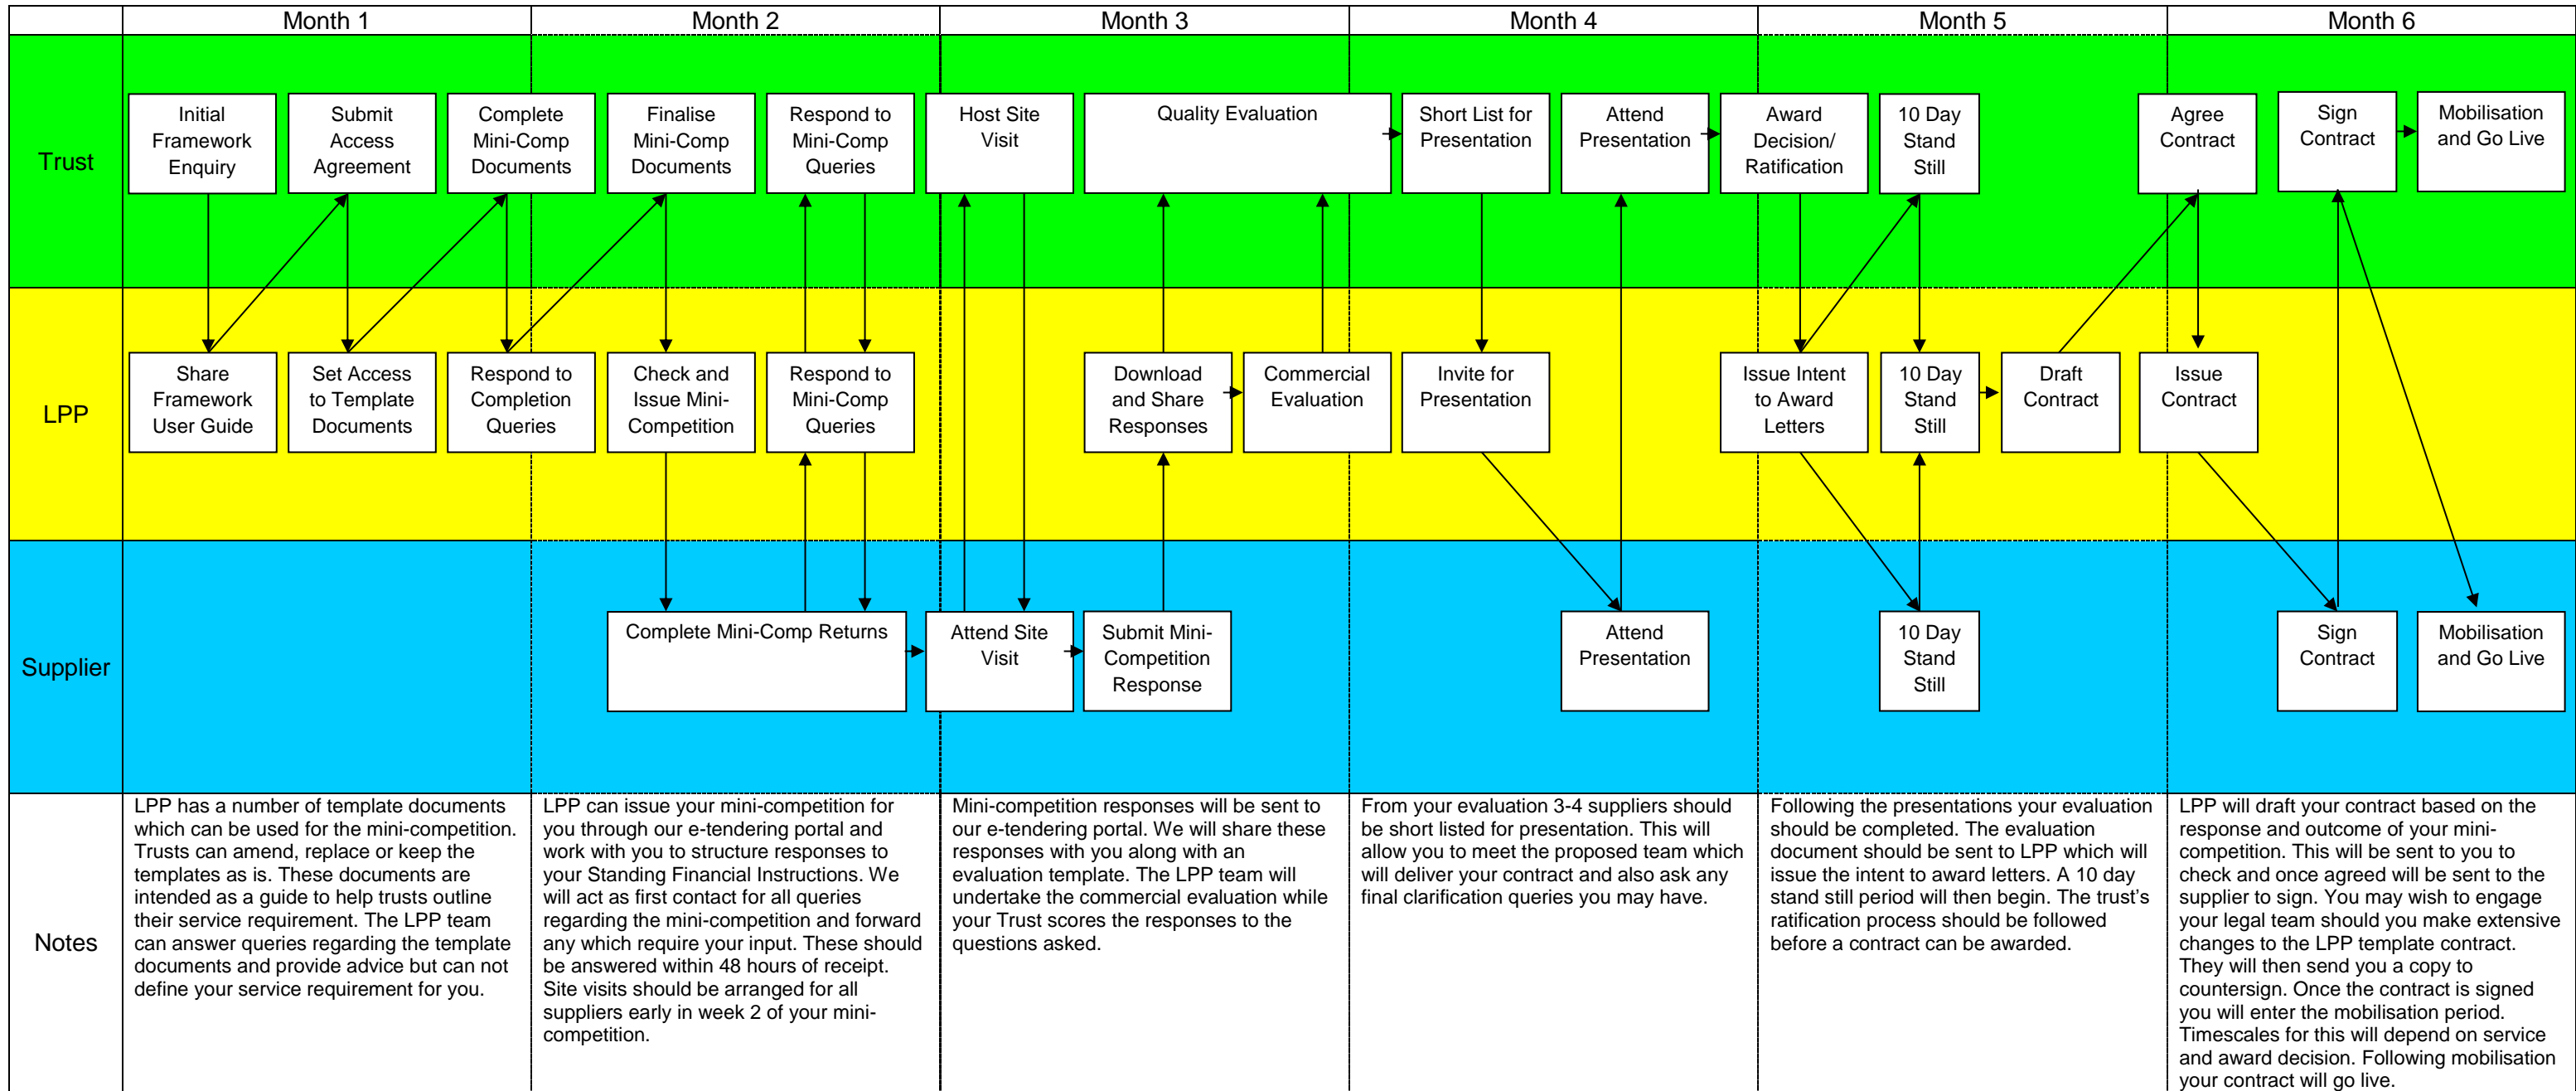 Month 1
Month 2
Month 3
Month 4
Month 5
Month 6
Trust
Initial
Framework
Enquiry
Submit
Access
Agreement
Complete
Mini-Comp
Documents
Finalise
Mini-Comp
Documents
Respond to
Mini-Comp
Queries
Host Site
Visit
Quality Evaluation
Short List for
Presentation
Attend
Presentation
Award
Decision/
Ratification
10 Day
Stand
Still
Agree
Contract
Sign
Contract
Mobilisation
and Go Live
LPP
Share
Framework
User Guide
Set Access
to Template
Documents
Respond to
Completion
Queries
Check and
Issue Mini-
Competition
Respond to
Mini-Comp
Queries
Download
and Share
Responses
Commercial
Evaluation
Invite for
Presentation
Issue Intent
to Award
Letters
10 Day
Stand
Still
Draft
Contract
Issue
Contract
Supplier
Complete Mini-Comp Returns
Attend Site
Visit
Submit Mini-
Competition
Response
Attend
Presentation
10 Day
Stand
Still
Sign
Contract
Mobilisation
and Go Live
Notes
LPP has a number of template documents
which can be used for the mini-competition.
Trusts can amend, replace or keep the
templates as is. These documents are
intended as a guide to help trusts outline
their service requirement. The LPP team
can answer queries regarding the template
documents and provide advice but can not
define your service requirement for you.
LPP can issue your mini-competition for
you through our e-tendering portal and
work with you to structure responses to
your Standing Financial Instructions. We
will act as first contact for all queries
regarding the mini-competition and forward
any which require your input. These should
be answered within 48 hours of receipt.
Site visits should be arranged for all
suppliers early in week 2 of your mini-
competition.
Mini-competition responses will be sent to
our e-tendering portal. We will share these
responses with you along with an
evaluation template. The LPP team will
undertake the commercial evaluation while
your Trust scores the responses to the
questions asked.
From your evaluation 3-4 suppliers should
be short listed for presentation. This will
allow you to meet the proposed team which
will deliver your contract and also ask any
final clarification queries you may have.
Following the presentations your evaluation
should be completed. The evaluation
document should be sent to LPP which will
issue the intent to award letters. A 10 day
stand still period will then begin. The trust's
ratification process should be followed
before a contract can be awarded.
LPP will draft your contract based on the
response and outcome of your mini-
competition. This will be sent to you to
check and once agreed will be sent to the
supplier to sign. You may wish to engage
your legal team should you make extensive
changes to the LPP template contract.
They will then send you a copy to
countersign. Once the contract is signed
you will enter the mobilisation period.
Timescales for this will depend on service
and award decision. Following mobilisation
your contract will go live.